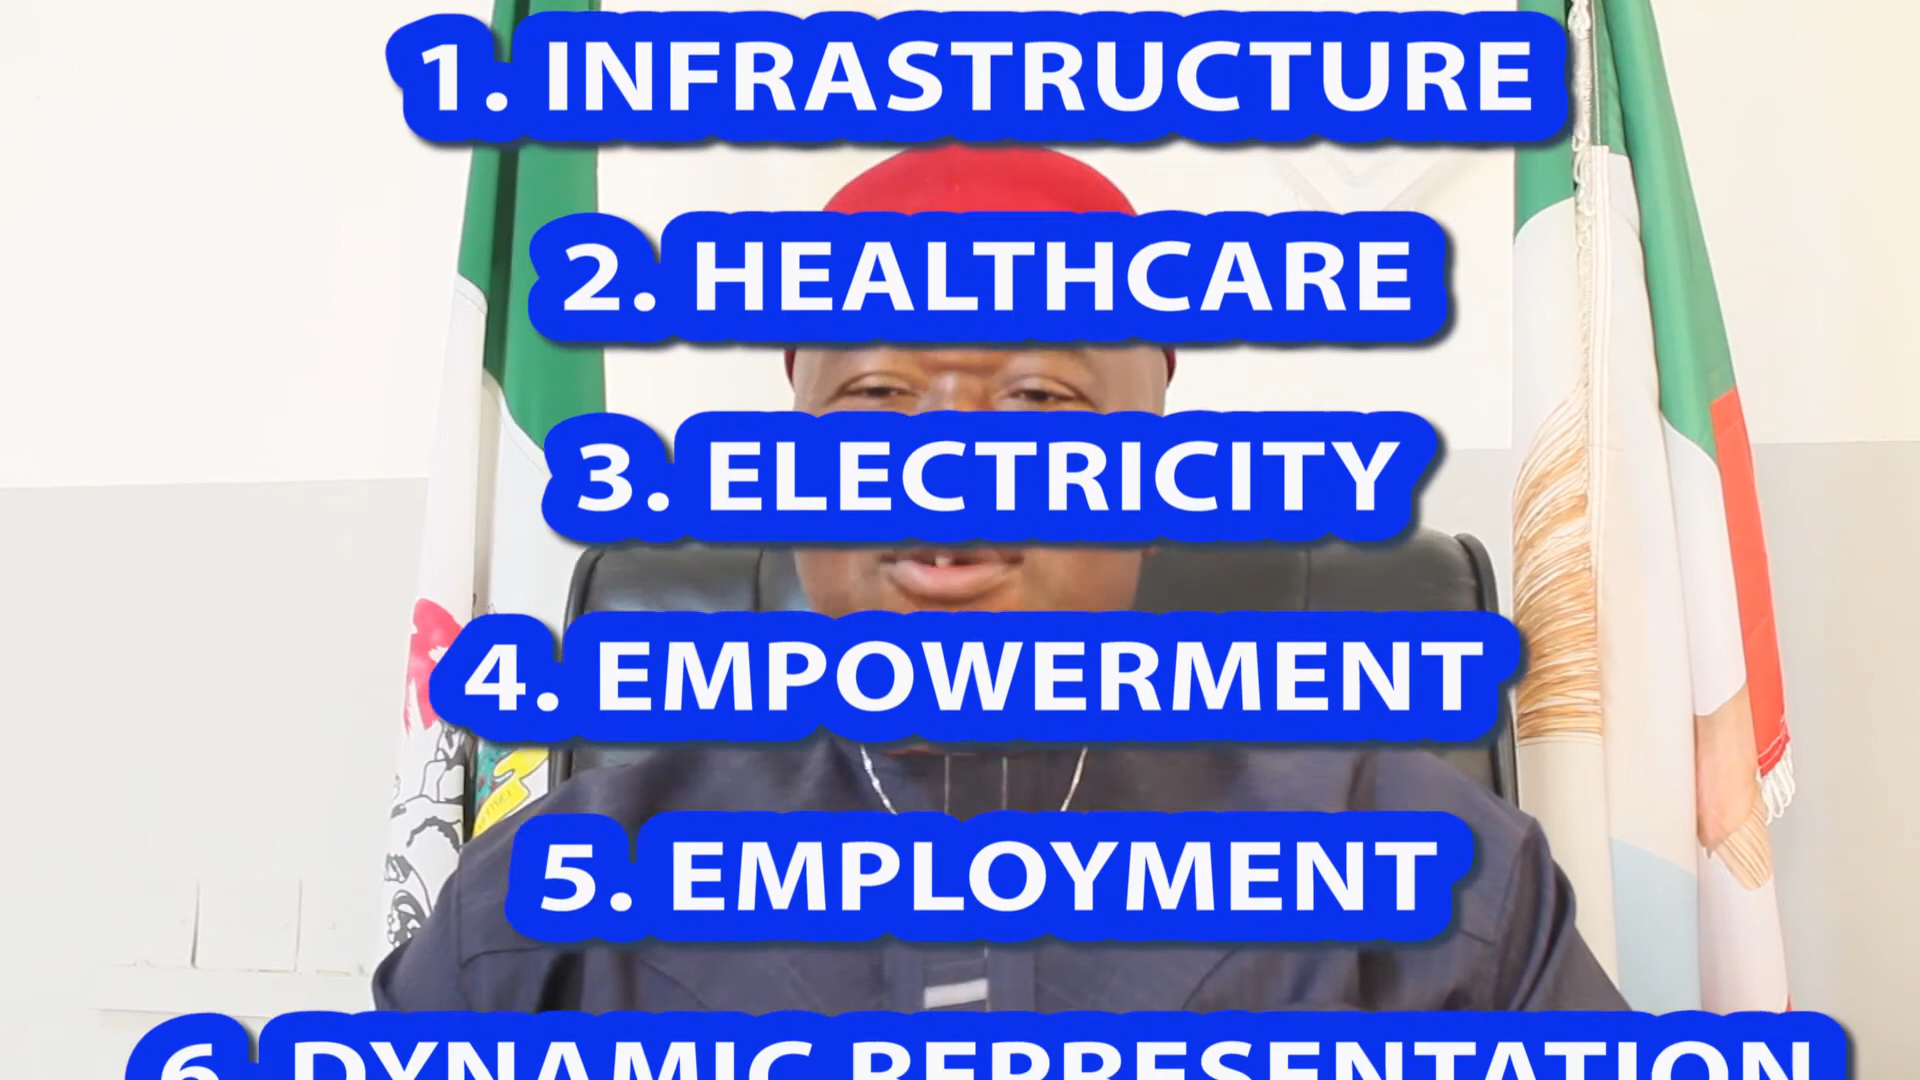 1. INFRASTRUCTURE
2. HEALTHCARE
3. ELECTRICITY
4. EMPOWERMENT
5. EMPLOYMENT
6. DYNAMIC REPRESENTATION